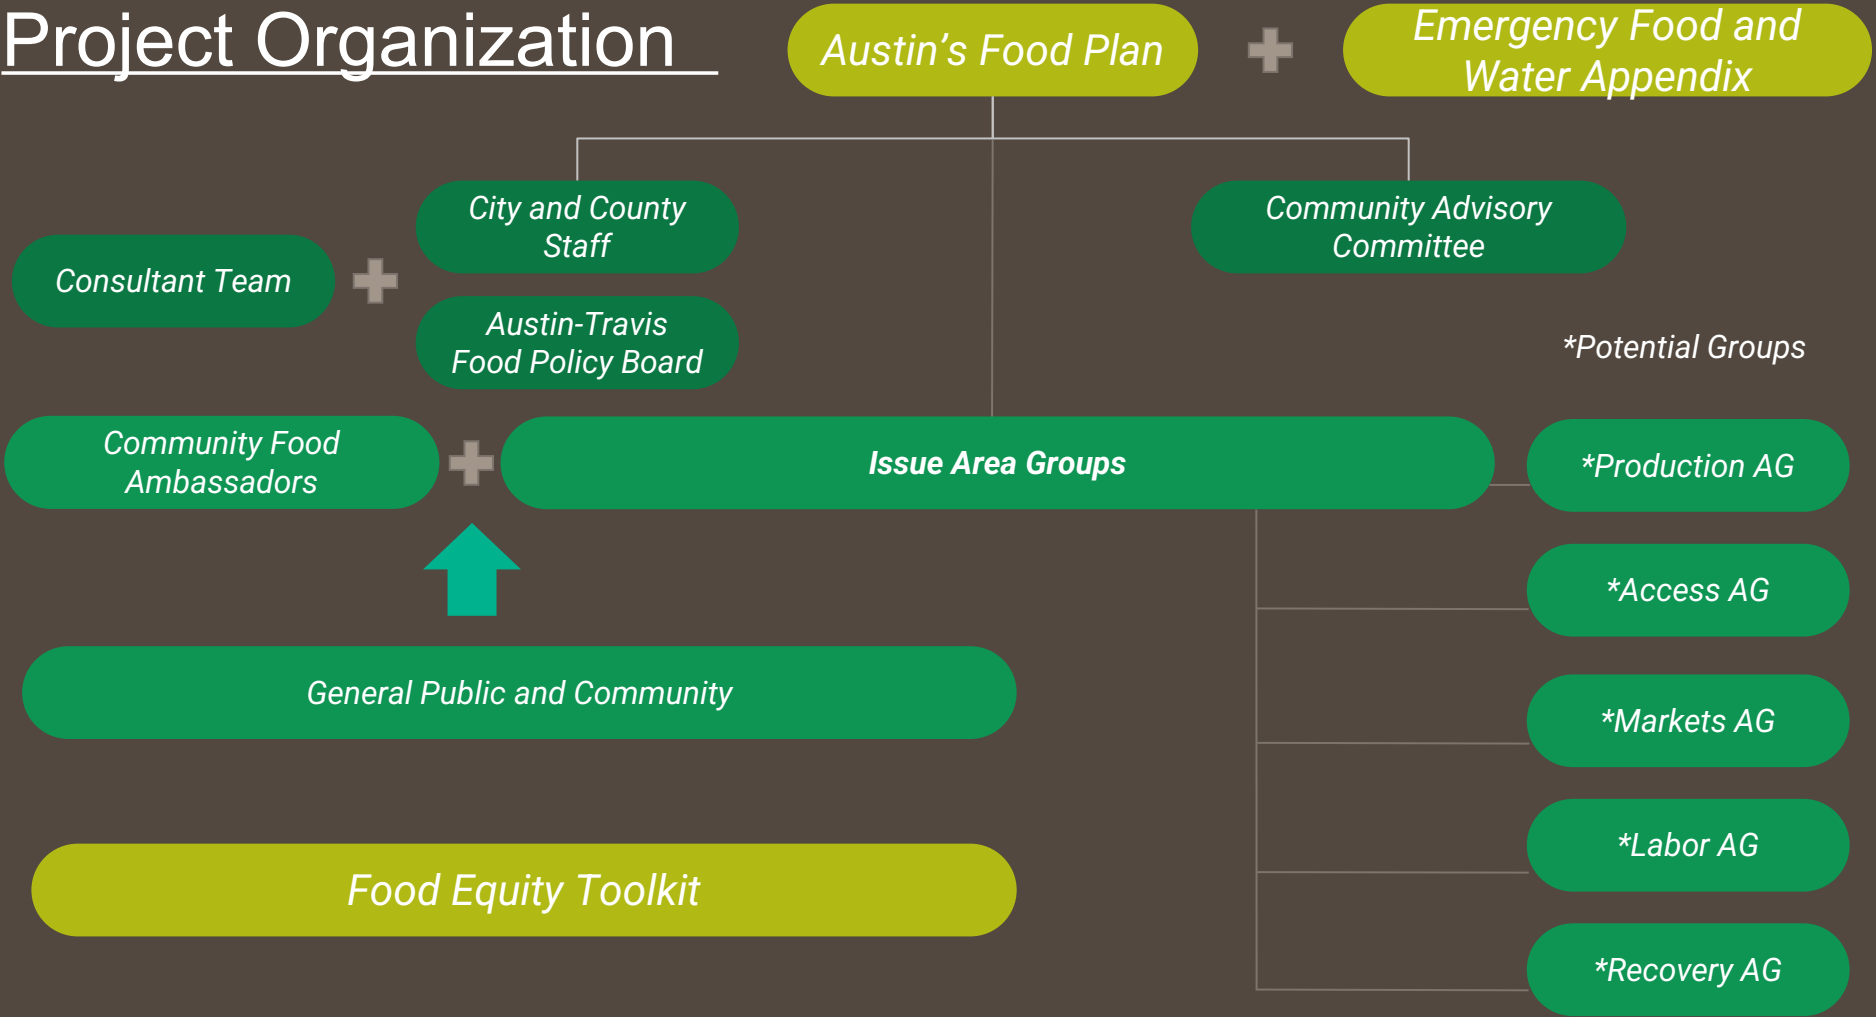 Project Organization
Austin's Food Plan
Emergency Food and
Water Appendix
City and County
Staff
Community Advisory
Committee
Consultant Team
Austin-Travis
Food Policy Board
*Potential Groups
Community Food
Ambassadors
Issue Area Groups
*Production AG
*Access AG
General Public and Community
*Markets AG
*Labor AG
Food Equity Toolkit
*Recovery AG